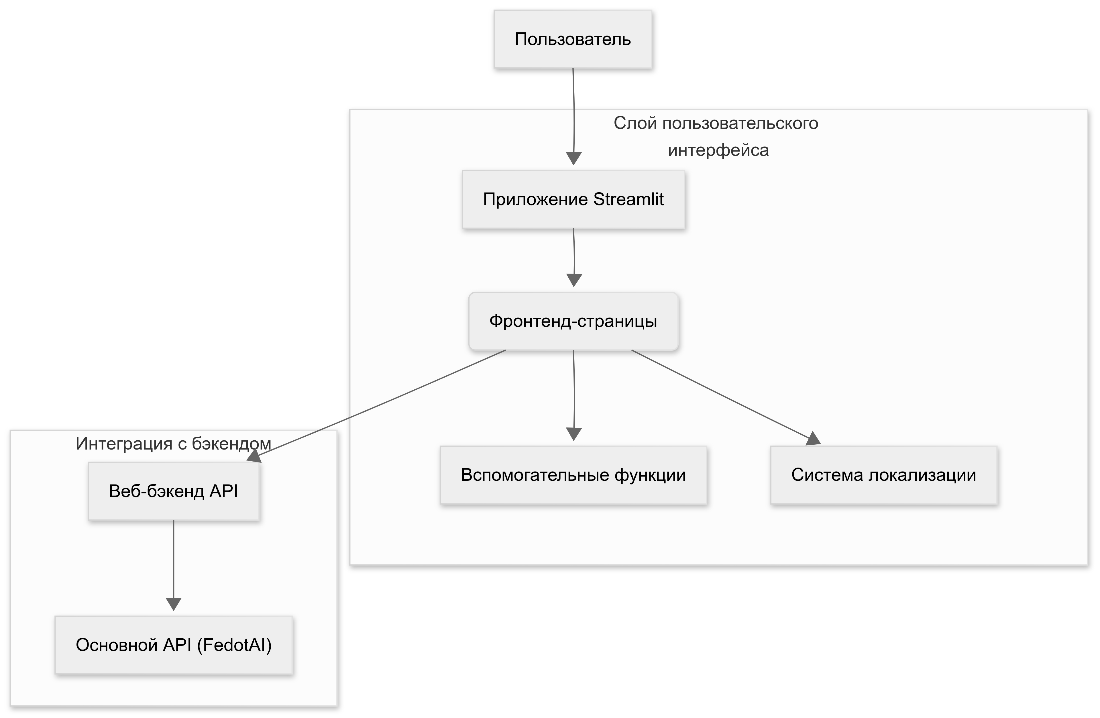 Пользователь
Слой пользовательского
интерфейса
Приложение Streamlit
Фронтенд-страницы
Интеграция с бэкендом
Веб-бэкенд API
Вспомогательные функции
Система локализации
Основной API (FedotAI)